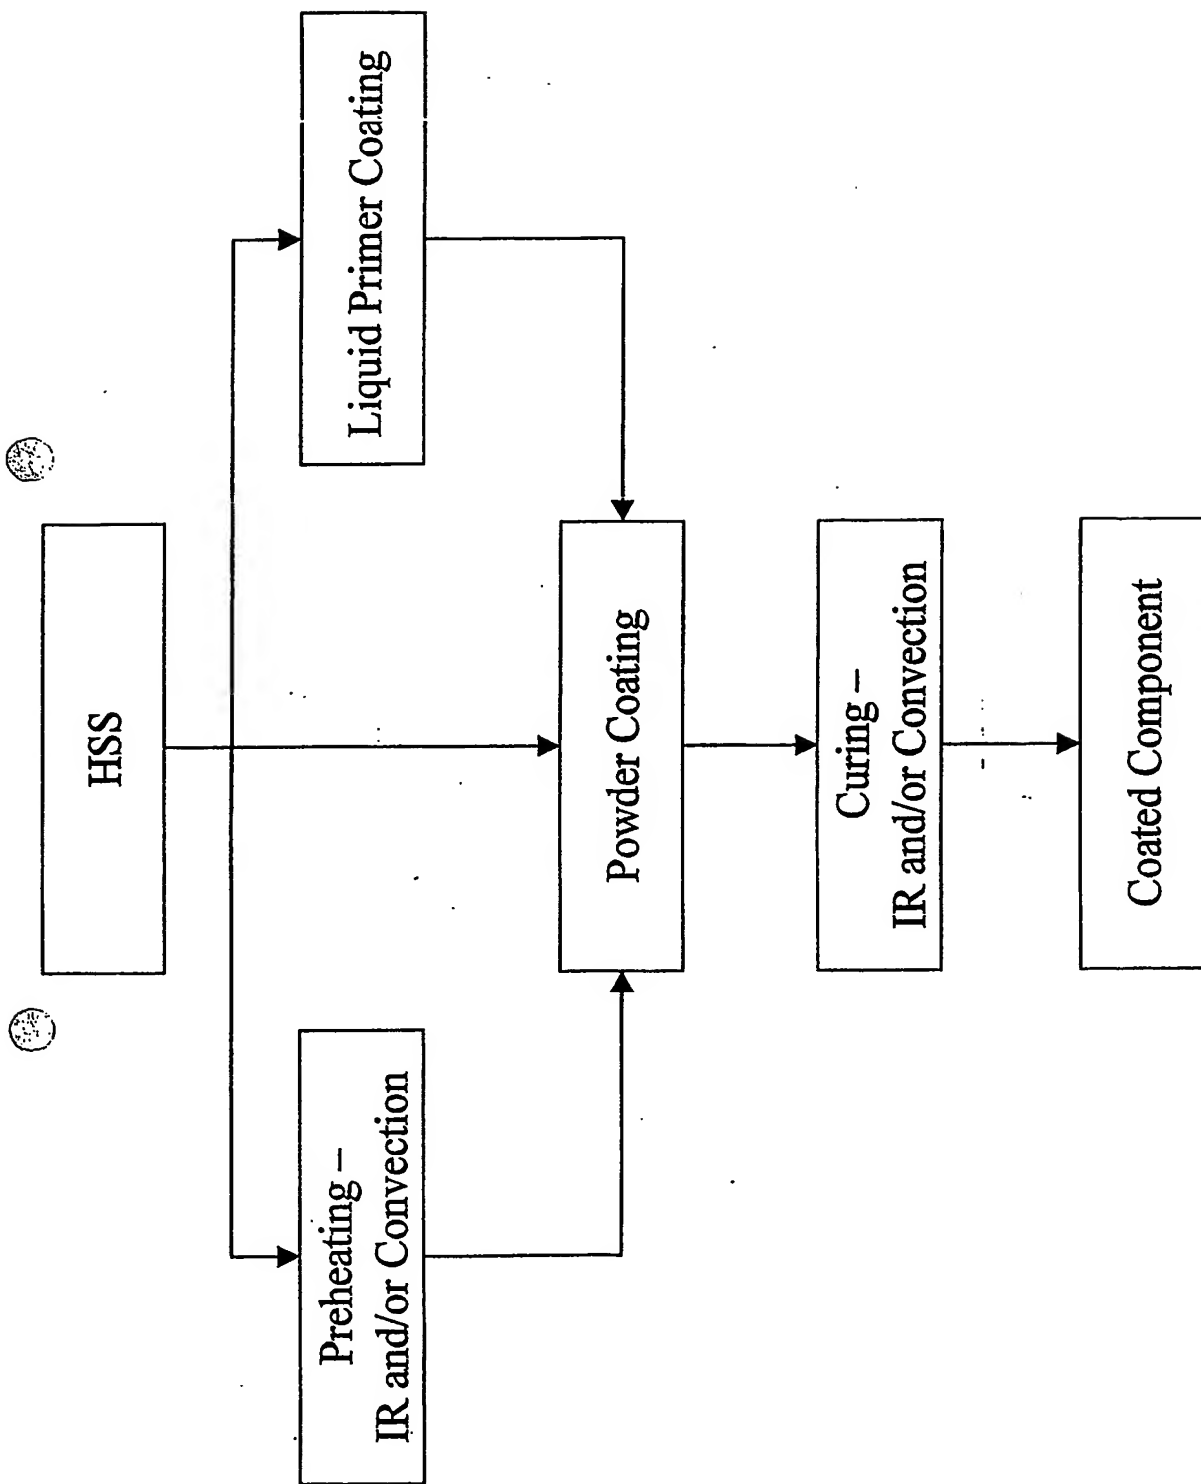 HSS
Preheating –
IR and/or Convection
Liquid Primer Coating
Powder Coating
Curing –
IR and/or Convection
Coated Component